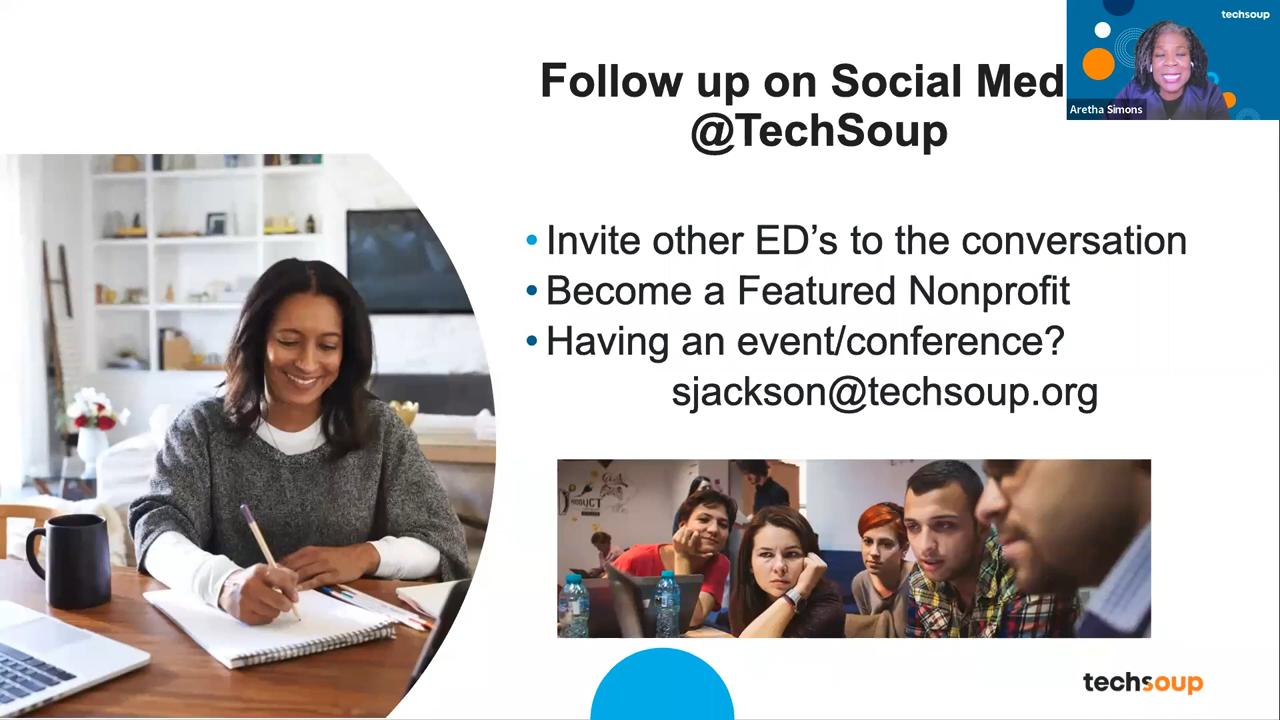 techsoup
Aretha Simons
Follow up on Social Med
@TechSoup
• Invite other ED’s to the conversation
• Become a Featured Nonprofit
• Having an event/conference?
sjackson@techsoup.org
PRODUCT
techsoup